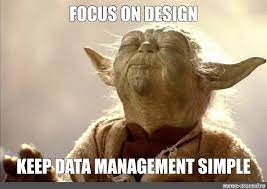 FOCUS ON DESIGN
KEEP DATA MANAGEMENT SIMPLE